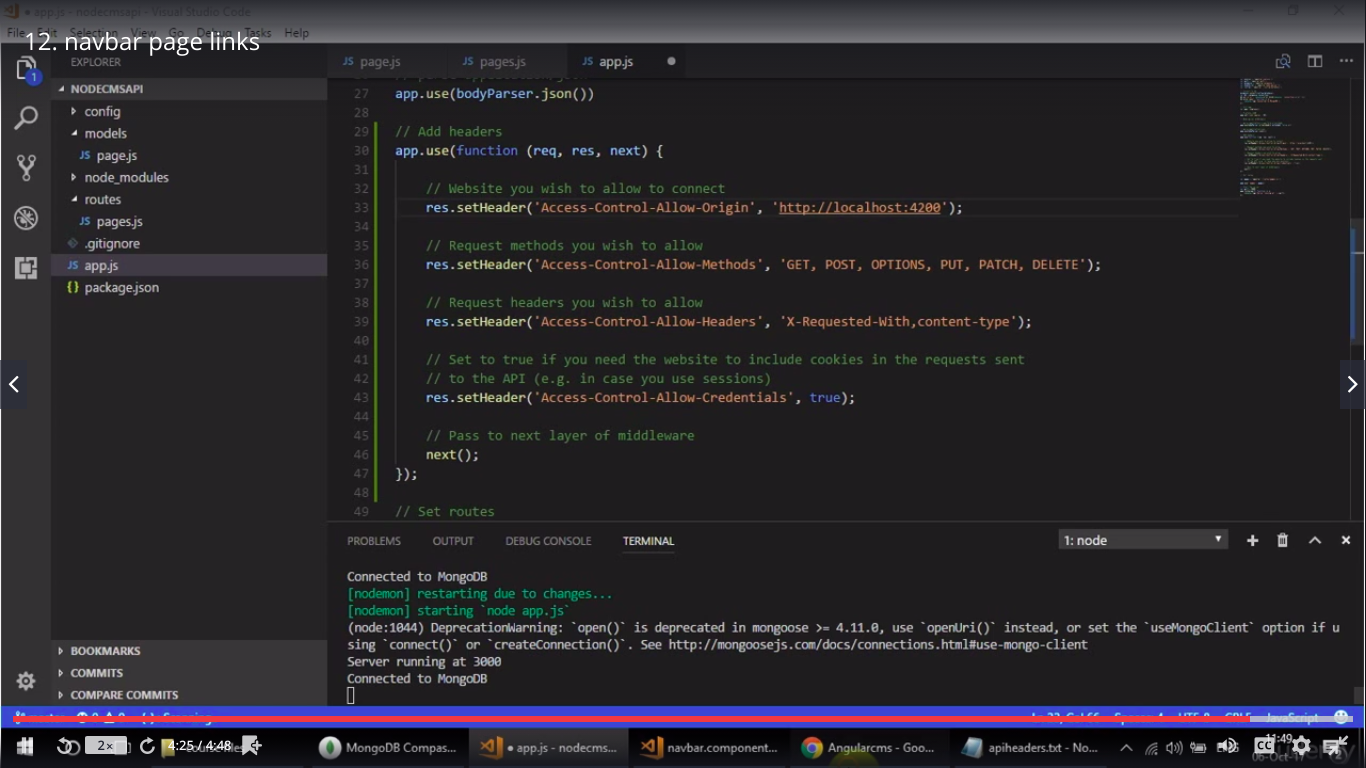 app.js - nodecmsapi - Visual Studio Code
File Edit Selection View Go Debug Tasks Help
12. navbar page links
EXPLORER
1
NODECMSAPI
config
models
JS page.js
node_modules
routes
JS pages.js
.gitignore
JS app.js
{} package.json
BOOKMARKS
COMMITS
COMPARE COMMITS
JS page.js
JS pages.js
JS app.js
27 app.use(bodyParser.json())
28
29 // Add headers
30 app.use(function (req, res, next) {
31
32 // Website you wish to allow to connect
33 res.setHeader('Access-Control-Allow-Origin', 'http://localhost:4200');
34
35 // Request methods you wish to allow
36 res.setHeader('Access-Control-Allow-Methods', 'GET, POST, OPTIONS, PUT, PATCH, DELETE');
37
38 // Request headers you wish to allow
39 res.setHeader('Access-Control-Allow-Headers', 'X-Requested-With,content-type');
40
41 // Set to true if you need the website to include cookies in the requests sent
42 // to the API (e.g. in case you use sessions)
43 res.setHeader('Access-Control-Allow-Credentials', true);
44
45 // Pass to next layer of middleware
46 next();
47 });
48
49 // Set routes
PROBLEMS OUTPUT DEBUG CONSOLE TERMINAL
1: node
Connected to MongoDB
[nodemon] restarting due to changes...
[nodemon] starting `node app.js`
(node:1044) DeprecationWarning: `open()` is deprecated in mongoose >= 4.11.0, use `openUri()` instead, or set the `useMongoClient` option if u
sing `connect()` or `createConnection()`. See http://mongoosejs.com/docs/connections.html#use-mongo-client
Server running at 3000
Connected to MongoDB
JavaScript
2x
4:25 / 4:48
MongoDB Compas...
app.js - nodecms...
navbar.component...
Angularcms - Goo...
apiheaders.txt - No...
CC
11:49